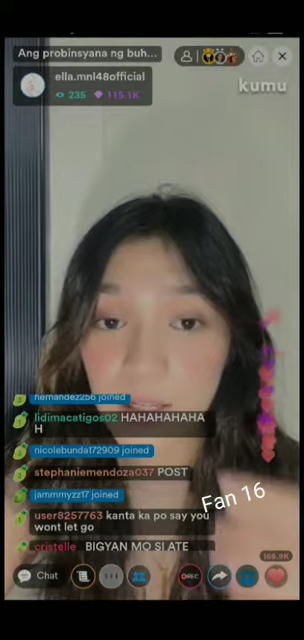 Ang probinsyana ng buh...
ella.mnl48official
235 115.1K
kumu
hernandez256 joined
lidimacatigos02 HAHAHAHAHA
H
nicolebunda172909 joined
stephaniemendoza037 POST
jammmyzz17 joined
user8257763 kanta ka po say you
wont let go
cristelle BIGYAN MO SI ATE
Fan 16
169.9K
Chat